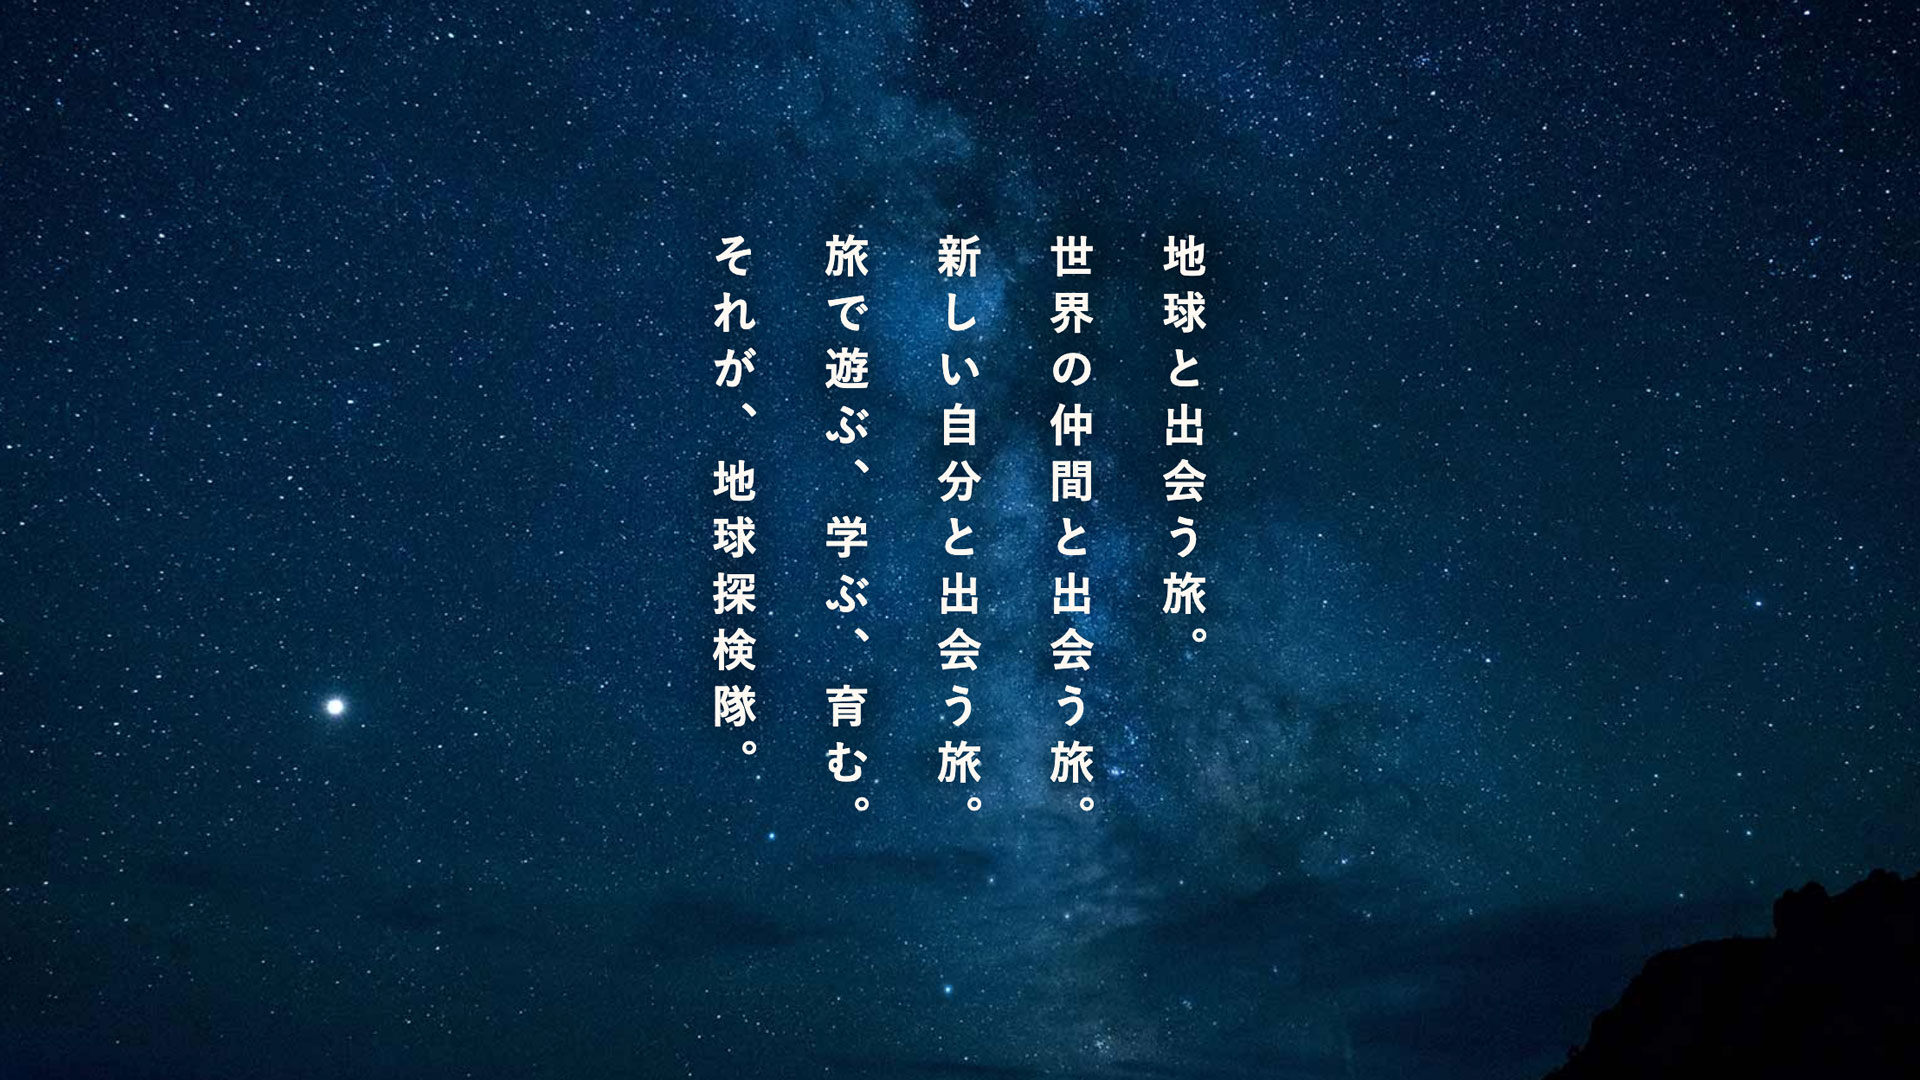 地球と出会う旅。
世界の仲間と出会う旅。
新しい自分と出会う旅。
旅で遊ぶ、学ぶ、育む。
それが、地球探検隊。